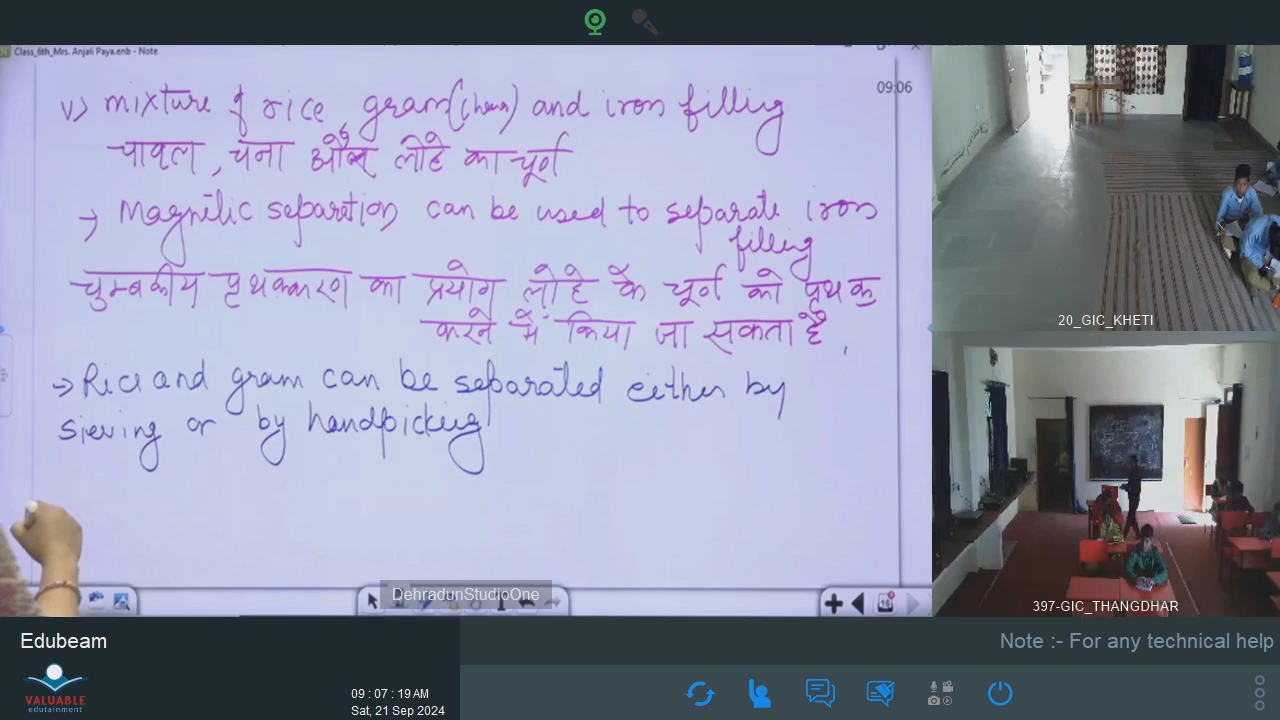 Class_6th_Mrs. Anjali Paya.enb - Note
09:06
v) mixture of rice gram(Chana) and iron filling
चावल, चना और लोहे का चूर्ण
→ Magnetic separation can be used to separate iron
filling
चुम्बकीय पृथक्करण का प्रयोग लोहे के चूर्ण को पृथक
करने में किया जा सकता है,
→ Rice and gram can be separated either by
sieving or by handpicking
DehradunStudioOne
20_GIC_KHETI
397-GIC_THANGDHAR
Edubeam
Note :- For any technical help
VALUABLE
edutainment
09 : 07 : 19 AM
Sat, 21 Sep 2024